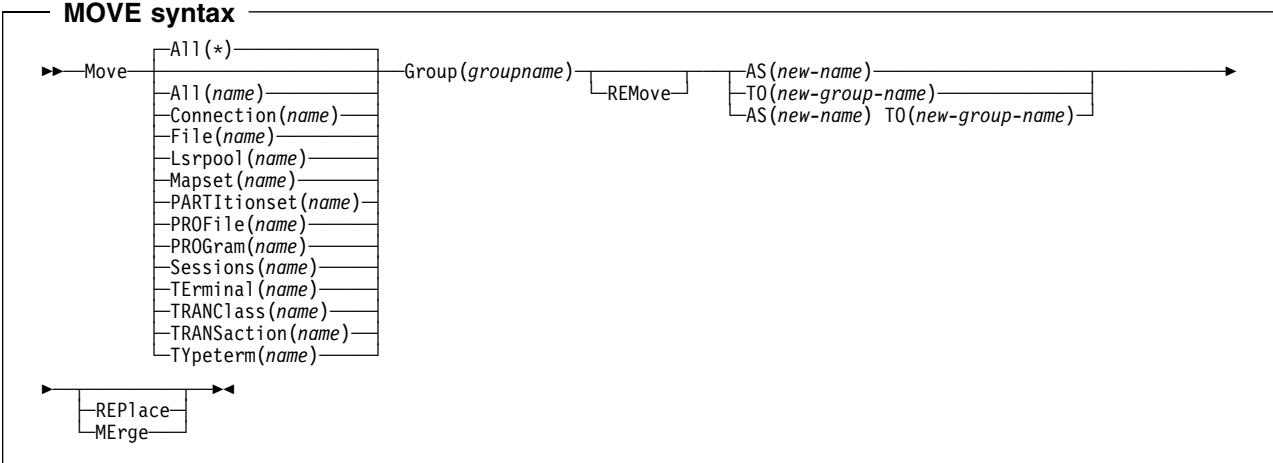 MOVE syntax
All(*)
Move Group(groupname) AS(new-name)
All(name) REMove TO(new-group-name)
Connection(name) AS(new-name) TO(new-group-name)
File(name)
Lsrpool(name)
Mapset(name)
PARTItionset(name)
PROFile(name)
PROGram(name)
Sessions(name)
TErminal(name)
TRANClass(name)
TRANSaction(name)
TYpeterm(name)
REPlace
MErge